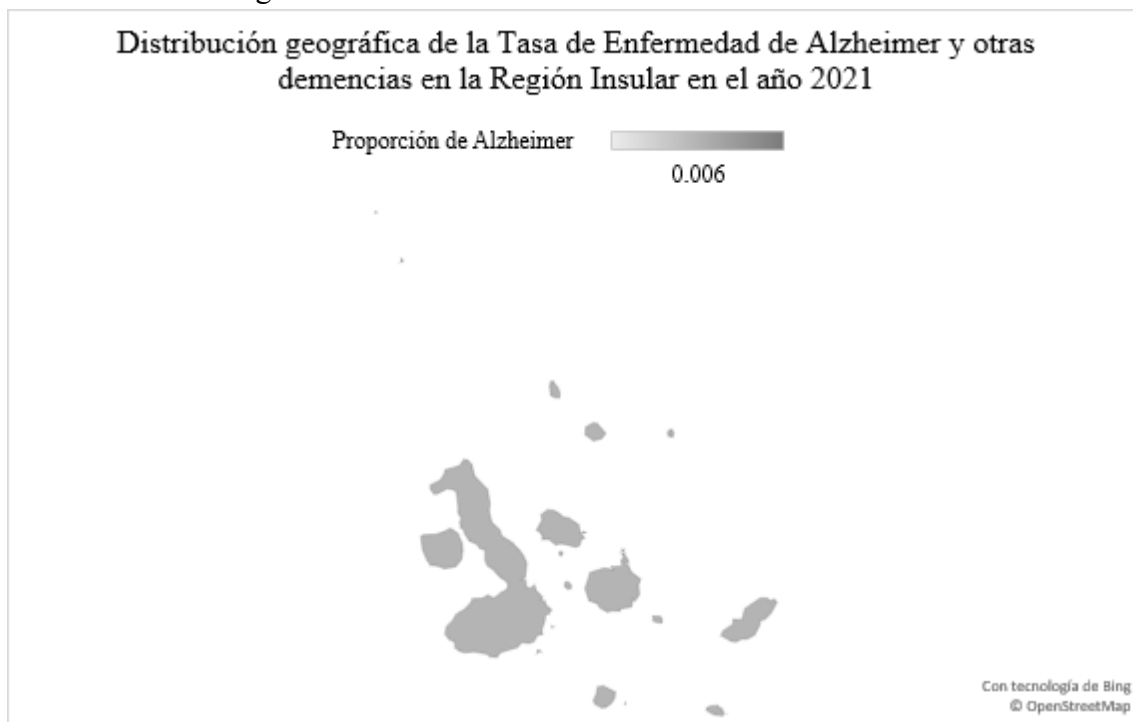 Distribución geográfica de la Tasa de Enfermedad de Alzheimer y otras
demencias en la Región Insular en el año 2021
Proporción de Alzheimer
0.006
Con tecnología de Bing
© OpenStreetMap